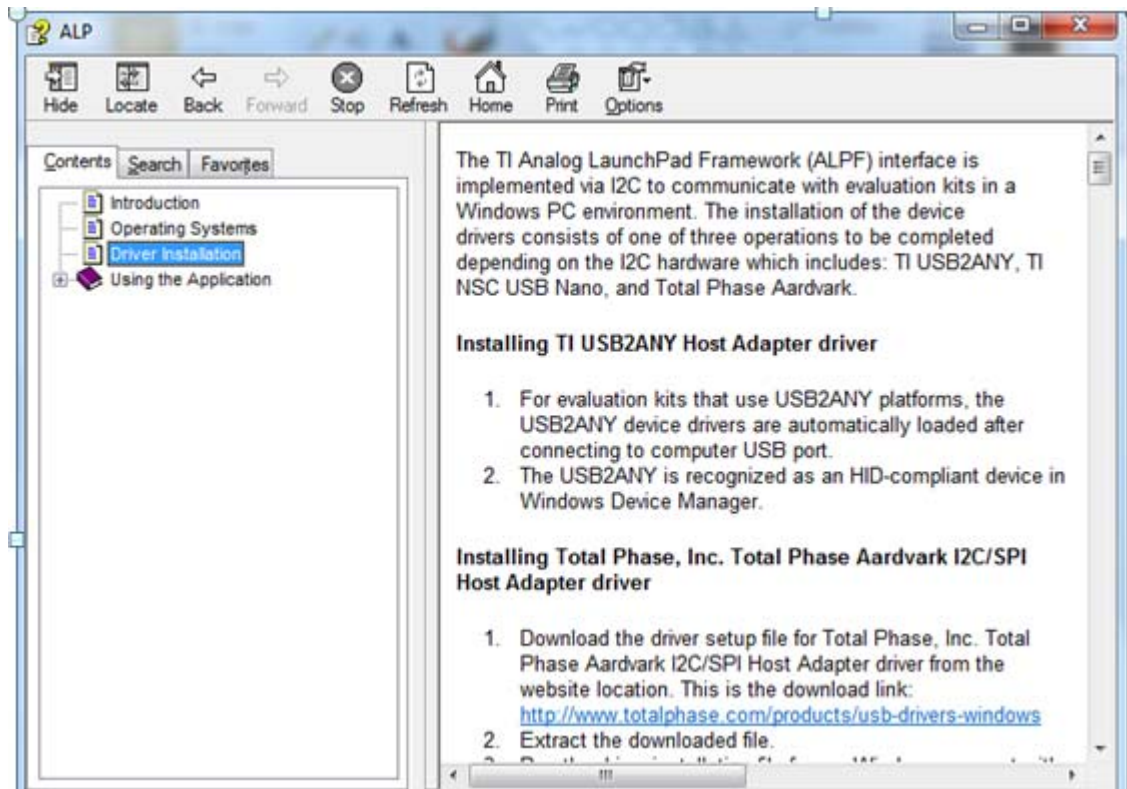 ALP
Hide Locate Back Forward Stop Refresh Home Print Options
Contents Search Favorites
Introduction
Operating Systems
Driver Installation
Using the Application
The TI Analog LaunchPad Framework (ALPF) interface is
implemented via I2C to communicate with evaluation kits in a
Windows PC environment. The installation of the device
drivers consists of one of three operations to be completed
depending on the I2C hardware which includes: TI USB2ANY, TI
NSC USB Nano, and Total Phase Aardvark.
Installing TI USB2ANY Host Adapter driver
1. For evaluation kits that use USB2ANY platforms, the
USB2ANY device drivers are automatically loaded after
connecting to computer USB port.
2. The USB2ANY is recognized as an HID-compliant device in
Windows Device Manager.
Installing Total Phase, Inc. Total Phase Aardvark I2C/SPI
Host Adapter driver
1. Download the driver setup file for Total Phase, Inc. Total
Phase Aardvark I2C/SPI Host Adapter driver from the
website location. This is the download link:
http://www.totalphase.com/products/usb-drivers-windows
2. Extract the downloaded file.